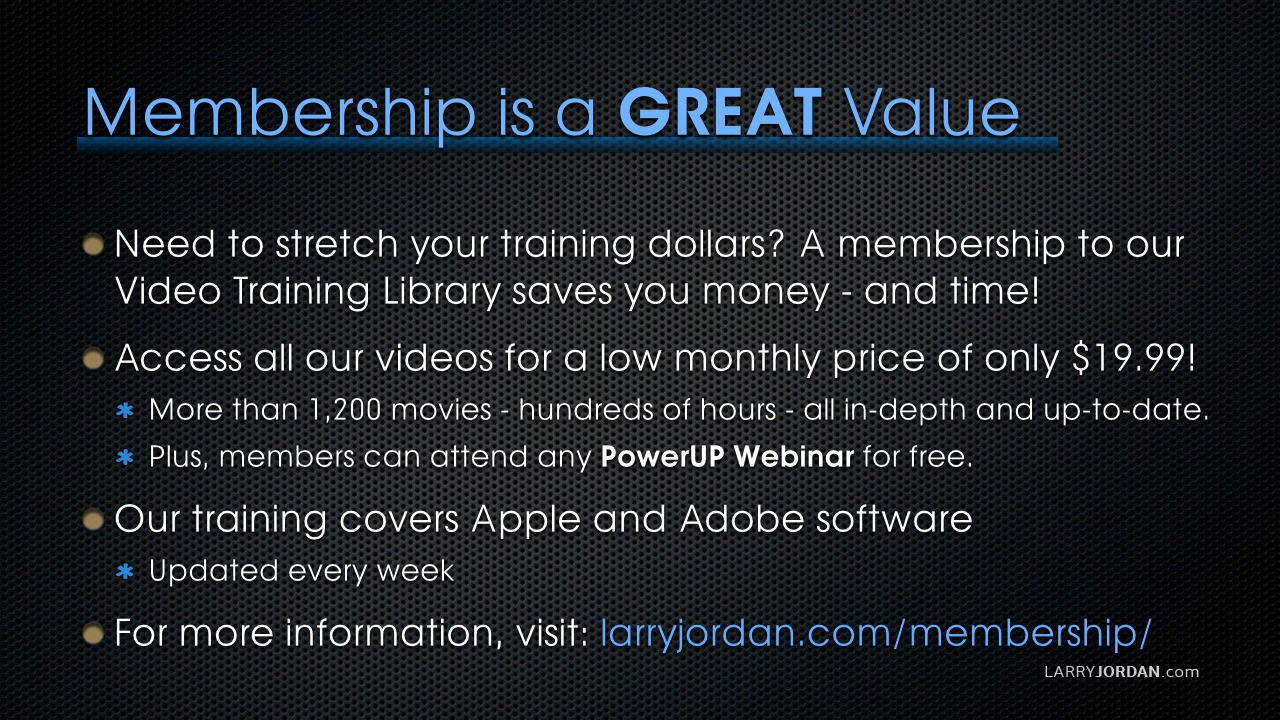 Membership is a GREAT Value
Need to stretch your training dollars? A membership to our
Video Training Library saves you money - and time!
Access all our videos for a low monthly price of only $19.99!
More than 1,200 movies - hundreds of hours - all in-depth and up-to-date.
Plus, members can attend any PowerUP Webinar for free.
Our training covers Apple and Adobe software
Updated every week
For more information, visit: larryjordan.com/membership/
LARRYJORDAN.com